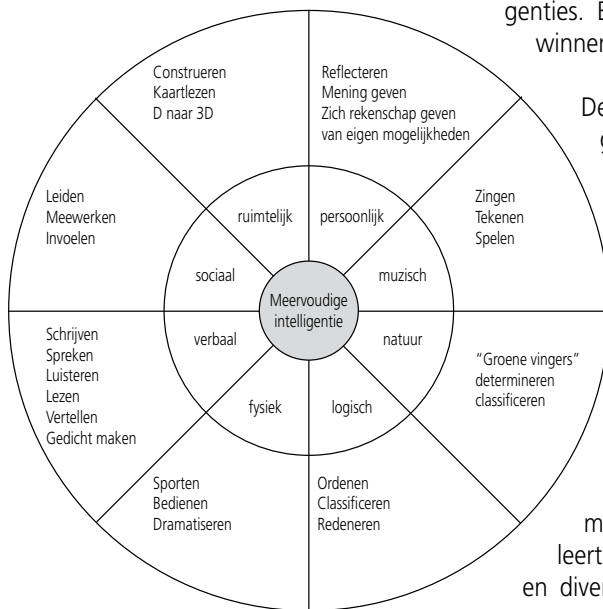 genties. E
winnen
De
g
Construeren
Kaartlezen
D naar 3D
Reflecteren
Mening geven
Zich rekenschap geven
van eigen mogelijkheden
Leiden
Meewerken
Invoelen
Zingen
Tekenen
Spelen
ruimtelijk
persoonlijk
sociaal
muzisch
Meervoudige
intelligentie
verbaal
natuur
fysiek
logisch
Schrijven
Spreken
Luisteren
Lezen
Vertellen
Gedicht maken
"Groene vingers"
determineren
classificeren
Sporten
Bedienen
Dramatiseren
Ordenen
Classificeren
Redeneren
m
leert
en diver